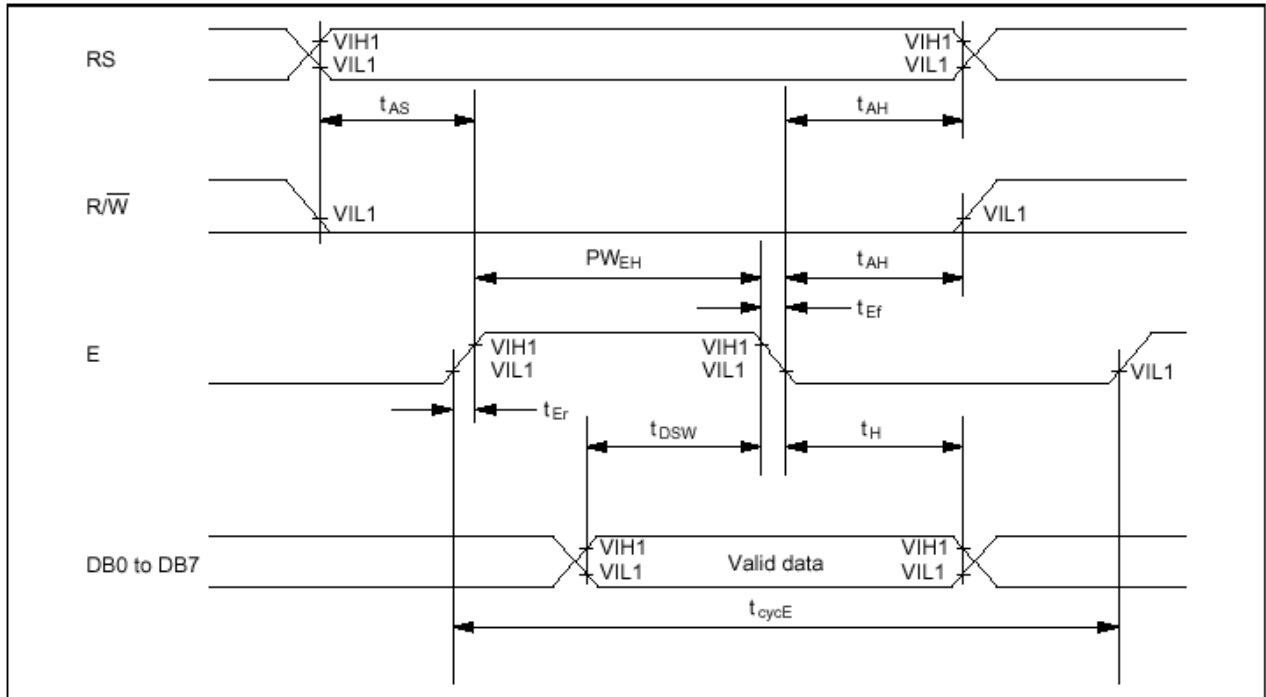 RS
VIH1 VIH1
VIL1 VIL1
tAS tAH
R/W̅ VIL1 VIL1
PWEH tAH
tEf
E
VIH1 VIH1
VIL1 VIL1 VIL1
tEr
tDSW tH
VIH1 VIH1
DB0 to DB7 VIL1 Valid data VIL1
tcycE